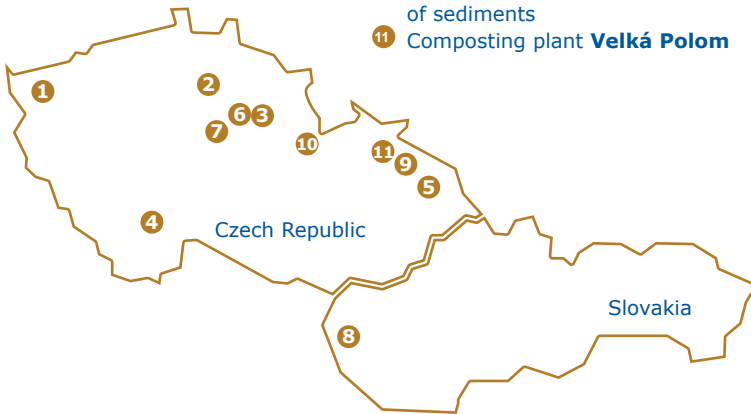 of sediments
11 Composting plant Velká Polom
1
2
6 3
7
10
11
9
5
4
Czech Republic
Slovakia
8